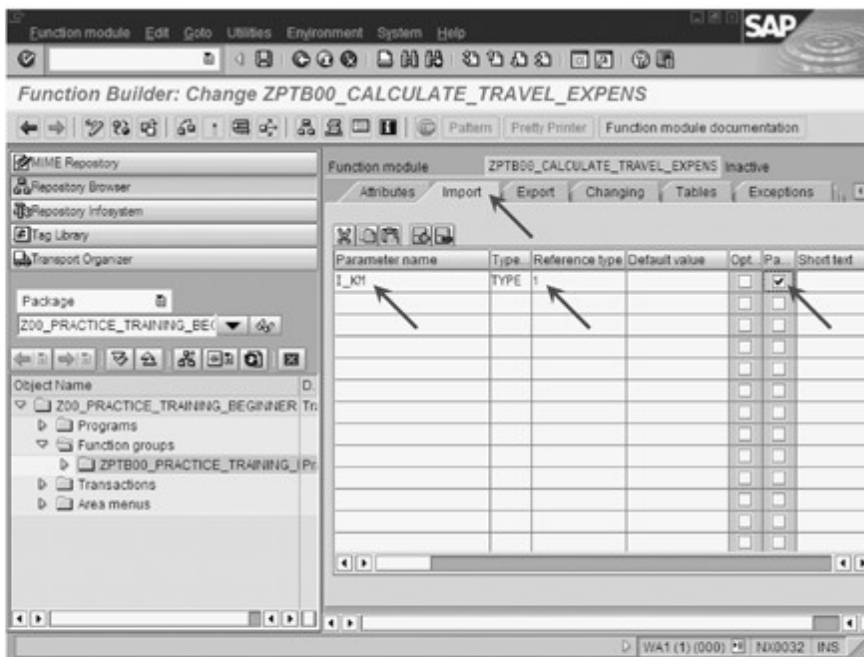 Function module Edit Goto Utilities Environment System Help
SAP
Function Builder: Change ZPTB00_CALCULATE_TRAVEL_EXPENS
Pattern Pretty Printer Function module documentation
MIME Repository
Repository Browser
Repository Infosystem
Tag Library
Transport Organizer
Package
Z00_PRACTICE_TRAINING_BE
Object Name D.
Z00_PRACTICE_TRAINING_BEGINNER
Programs
Function groups
ZPTB00_PRACTICE_TRAINING_
Transactions
Area menus
Function module ZPTB00_CALCULATE_TRAVEL_EXPENS Inactive
Attributes Import Export Changing Tables Exceptions
Parameter name Type. Reference type Default value Opt. Pa. Short text
I_KM TYPE
WA1 (1) (000) NX0032 INS